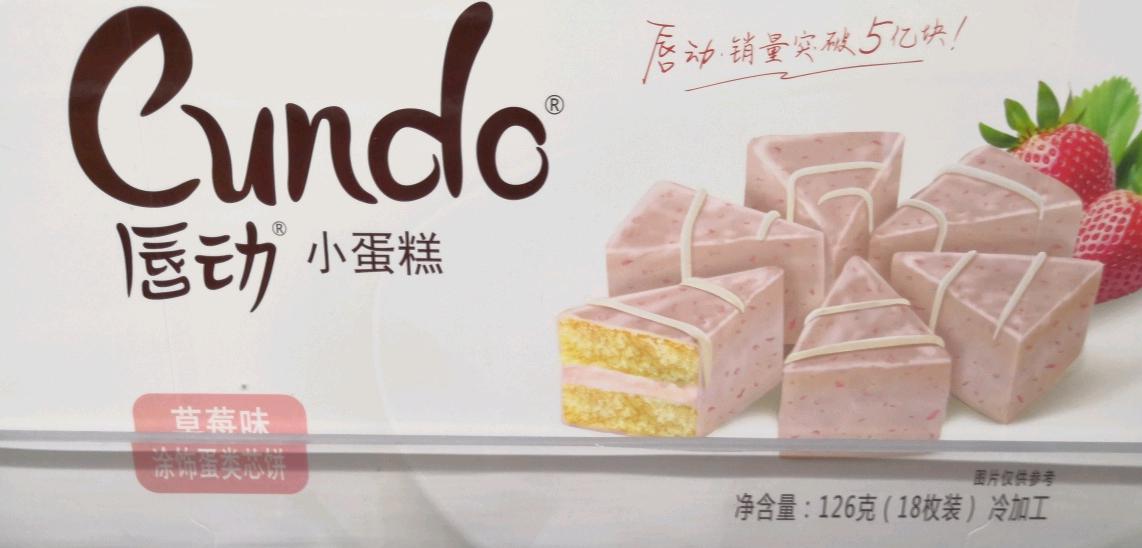 Cundo®
唇动®小蛋糕
唇动·销量突破5亿块!
草莓味
涂饰蛋类芯饼
图片仅供参考
净含量:126克(18枚装) 冷加工